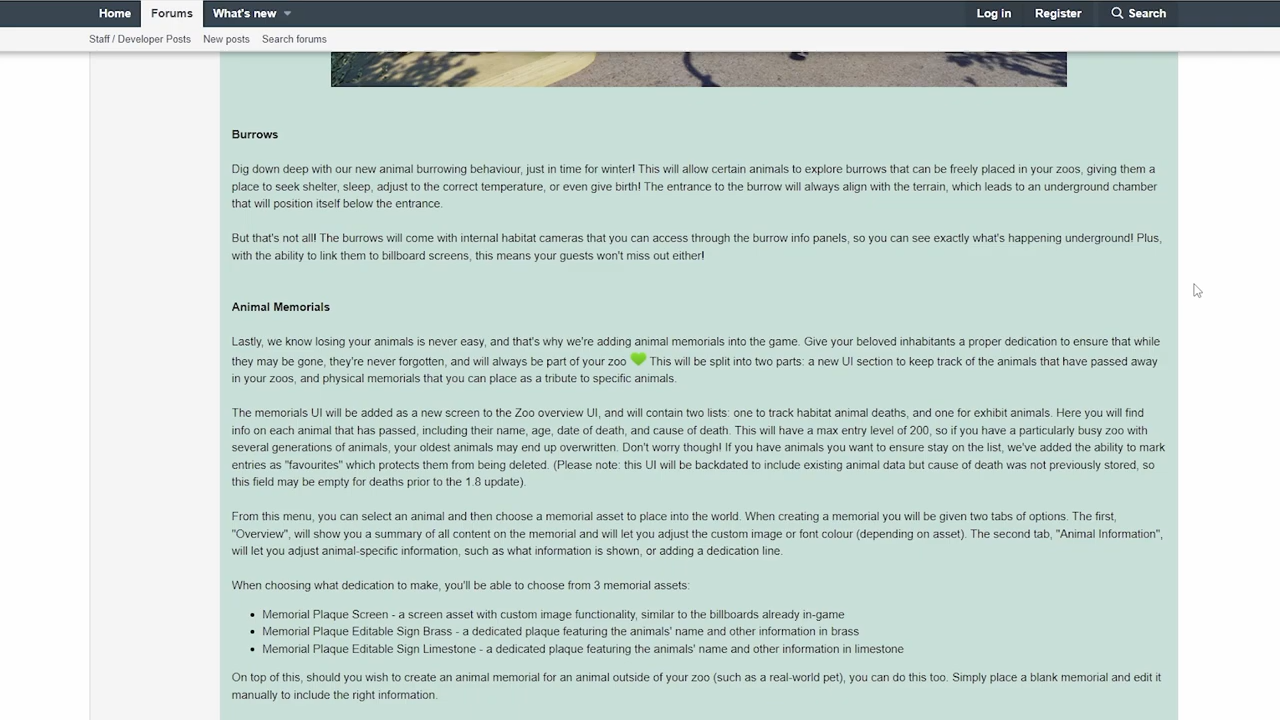 Home Forums What's new Log in Register Search
Staff / Developer Posts New posts Search forums
Burrows
Dig down deep with our new animal burrowing behaviour, just in time for winter! This will allow certain animals to explore burrows that can be freely placed in your zoos, giving them a
place to seek shelter, sleep, adjust to the correct temperature, or even give birth! The entrance to the burrow will always align with the terrain, which leads to an underground chamber
that will position itself below the entrance.
But that's not all! The burrows will come with internal habitat cameras that you can access through the burrow info panels, so you can see exactly what's happening underground! Plus,
with the ability to link them to billboard screens, this means your guests won't miss out either!
Animal Memorials
Lastly, we know losing your animals is never easy, and that's why we're adding animal memorials into the game. Give your beloved inhabitants a proper dedication to ensure that while
they may be gone, they're never forgotten, and will always be part of your zoo 💚 This will be split into two parts: a new UI section to keep track of the animals that have passed away
in your zoos, and physical memorials that you can place as a tribute to specific animals.
The memorials UI will be added as a new screen to the Zoo overview UI, and will contain two lists: one to track habitat animal deaths, and one for exhibit animals. Here you will find
info on each animal that has passed, including their name, age, date of death, and cause of death. This will have a max entry level of 200, so if you have a particularly busy zoo with
several generations of animals, your oldest animals may end up overwritten. Don't worry though! If you have animals you want to ensure stay on the list, we've added the ability to mark
entries as "favourites" which protects them from being deleted. (Please note: this UI will be backdated to include existing animal data but cause of death was not previously stored, so
this field may be empty for deaths prior to the 1.8 update).
From this menu, you can select an animal and then choose a memorial asset to place into the world. When creating a memorial you will be given two tabs of options. The first,
"Overview", will show you a summary of all content on the memorial and will let you adjust the custom image or font colour (depending on asset). The second tab, "Animal Information",
will let you adjust animal-specific information, such as what information is shown, or adding a dedication line.
When choosing what dedication to make, you'll be able to choose from 3 memorial assets:
• Memorial Plaque Screen - a screen asset with custom image functionality, similar to the billboards already in-game
• Memorial Plaque Editable Sign Brass - a dedicated plaque featuring the animals' name and other information in brass
• Memorial Plaque Editable Sign Limestone - a dedicated plaque featuring the animals' name and other information in limestone
On top of this, should you wish to create an animal memorial for an animal outside of your zoo (such as a real-world pet), you can do this too. Simply place a blank memorial and edit it
manually to include the right information.